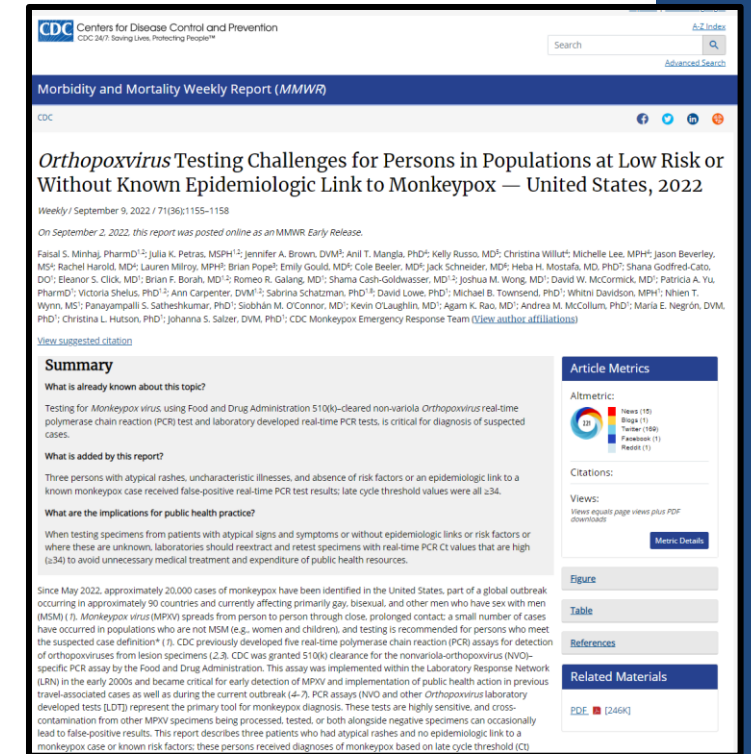 CDC Centers for Disease Control and Prevention
CDC 24/7: Saving Lives, Protecting People™
A-Z Index
Search
Advanced Search
Morbidity and Mortality Weekly Report (MMWR)
CDC
Orthopoxvirus Testing Challenges for Persons in Populations at Low Risk or
Without Known Epidemiologic Link to Monkeypox — United States, 2022
Weekly / September 9, 2022 / 71(36);1155–1158
On September 2, 2022, this report was posted online as an MMWR Early Release.
Faisal S. Minhaj, PharmD1,2; Julia K. Petras, MSPH1,2; Jennifer A. Brown, DVM3; Anil T. Mangla, PhD4; Kelly Russo, MD5; Christina Willut4; Michelle Lee, MPH4; Jason Beverley,
MS4; Rachel Harold, MD4; Lauren Milroy, MPH3; Brian Pope3; Emily Gould, MD6; Cole Beeler, MD6; Jack Schneider, MD6; Heba H. Mostafa, MD, PhD7; Shana Godfred-Cato,
DO1; Eleanor S. Click, MD1; Brian F. Borah, MD1,2; Romeo R. Galang, MD1; Shama Cash-Goldwasser, MD1,2; Joshua M. Wong, MD1; David W. McCormick, MD1; Patricia A. Yu,
PharmD1; Victoria Shelus, PhD1,2; Ann Carpenter, DVM1,2; Sabrina Schatzman, PhD1,8; David Lowe, PhD1; Michael B. Townsend, PhD1; Whitni Davidson, MPH1; Nhien T.
Wynn, MS1; Panayampalli S. Satheshkumar, PhD1; Siobhán M. O'Connor, MD1; Kevin O'Laughlin, MD1; Agam K. Rao, MD1; Andrea M. McCollum, PhD1; María E. Negrón, DVM,
PhD1; Christina L. Hutson, PhD1; Johanna S. Salzer, DVM, PhD1; CDC Monkeypox Emergency Response Team (View author affiliations)
View suggested citation
Summary
What is already known about this topic?
Testing for Monkeypox virus, using Food and Drug Administration 510(k)–cleared non-variola Orthopoxvirus real-time
polymerase chain reaction (PCR) test and laboratory developed real-time PCR tests, is critical for diagnosis of suspected
cases.
What is added by this report?
Three persons with atypical rashes, uncharacteristic illnesses, and absence of risk factors or an epidemiologic link to a
known monkeypox case received false-positive real-time PCR test results; late cycle threshold values were all ≥34.
What are the implications for public health practice?
When testing specimens from patients with atypical signs and symptoms or without epidemiologic links or risk factors or
where these are unknown, laboratories should reextract and retest specimens with real-time PCR Ct values that are high
(≥34) to avoid unnecessary medical treatment and expenditure of public health resources.
Since May 2022, approximately 20,000 cases of monkeypox have been identified in the United States, part of a global outbreak
occurring in approximately 90 countries and currently affecting primarily gay, bisexual, and other men who have sex with men
(MSM) (1). Monkeypox virus (MPXV) spreads from person to person through close, prolonged contact; a small number of cases
have occurred in populations who are not MSM (e.g., women and children), and testing is recommended for persons who meet
the suspected case definition* (1). CDC previously developed five real-time polymerase chain reaction (PCR) assays for detection
of orthopoxviruses from lesion specimens (2,3). CDC was granted 510(k) clearance for the nonvariola-orthopoxvirus (NVO)–
specific PCR assay by the Food and Drug Administration. This assay was implemented within the Laboratory Response Network
(LRN) in the early 2000s and became critical for early detection of MPXV and implementation of public health action in previous
travel-associated cases as well as during the current outbreak (4–7). PCR assays (NVO and other Orthopoxvirus laboratory
developed tests [LDT]) represent the primary tool for monkeypox diagnosis. These tests are highly sensitive, and cross-
contamination from other MPXV specimens being processed, tested, or both alongside negative specimens can occasionally
lead to false-positive results. This report describes three patients who had atypical rashes and no epidemiologic link to a
monkeypox case or known risk factors; these persons received diagnoses of monkeypox based on late cycle threshold (Ct)
Article Metrics
Altmetric:
221
News (15)
Blogs (1)
Twitter (169)
Facebook (1)
Reddit (1)
Citations:
Views:
Views equals page views plus PDF
downloads
Metric Details
Figure
Table
References
Related Materials
PDF [246K]